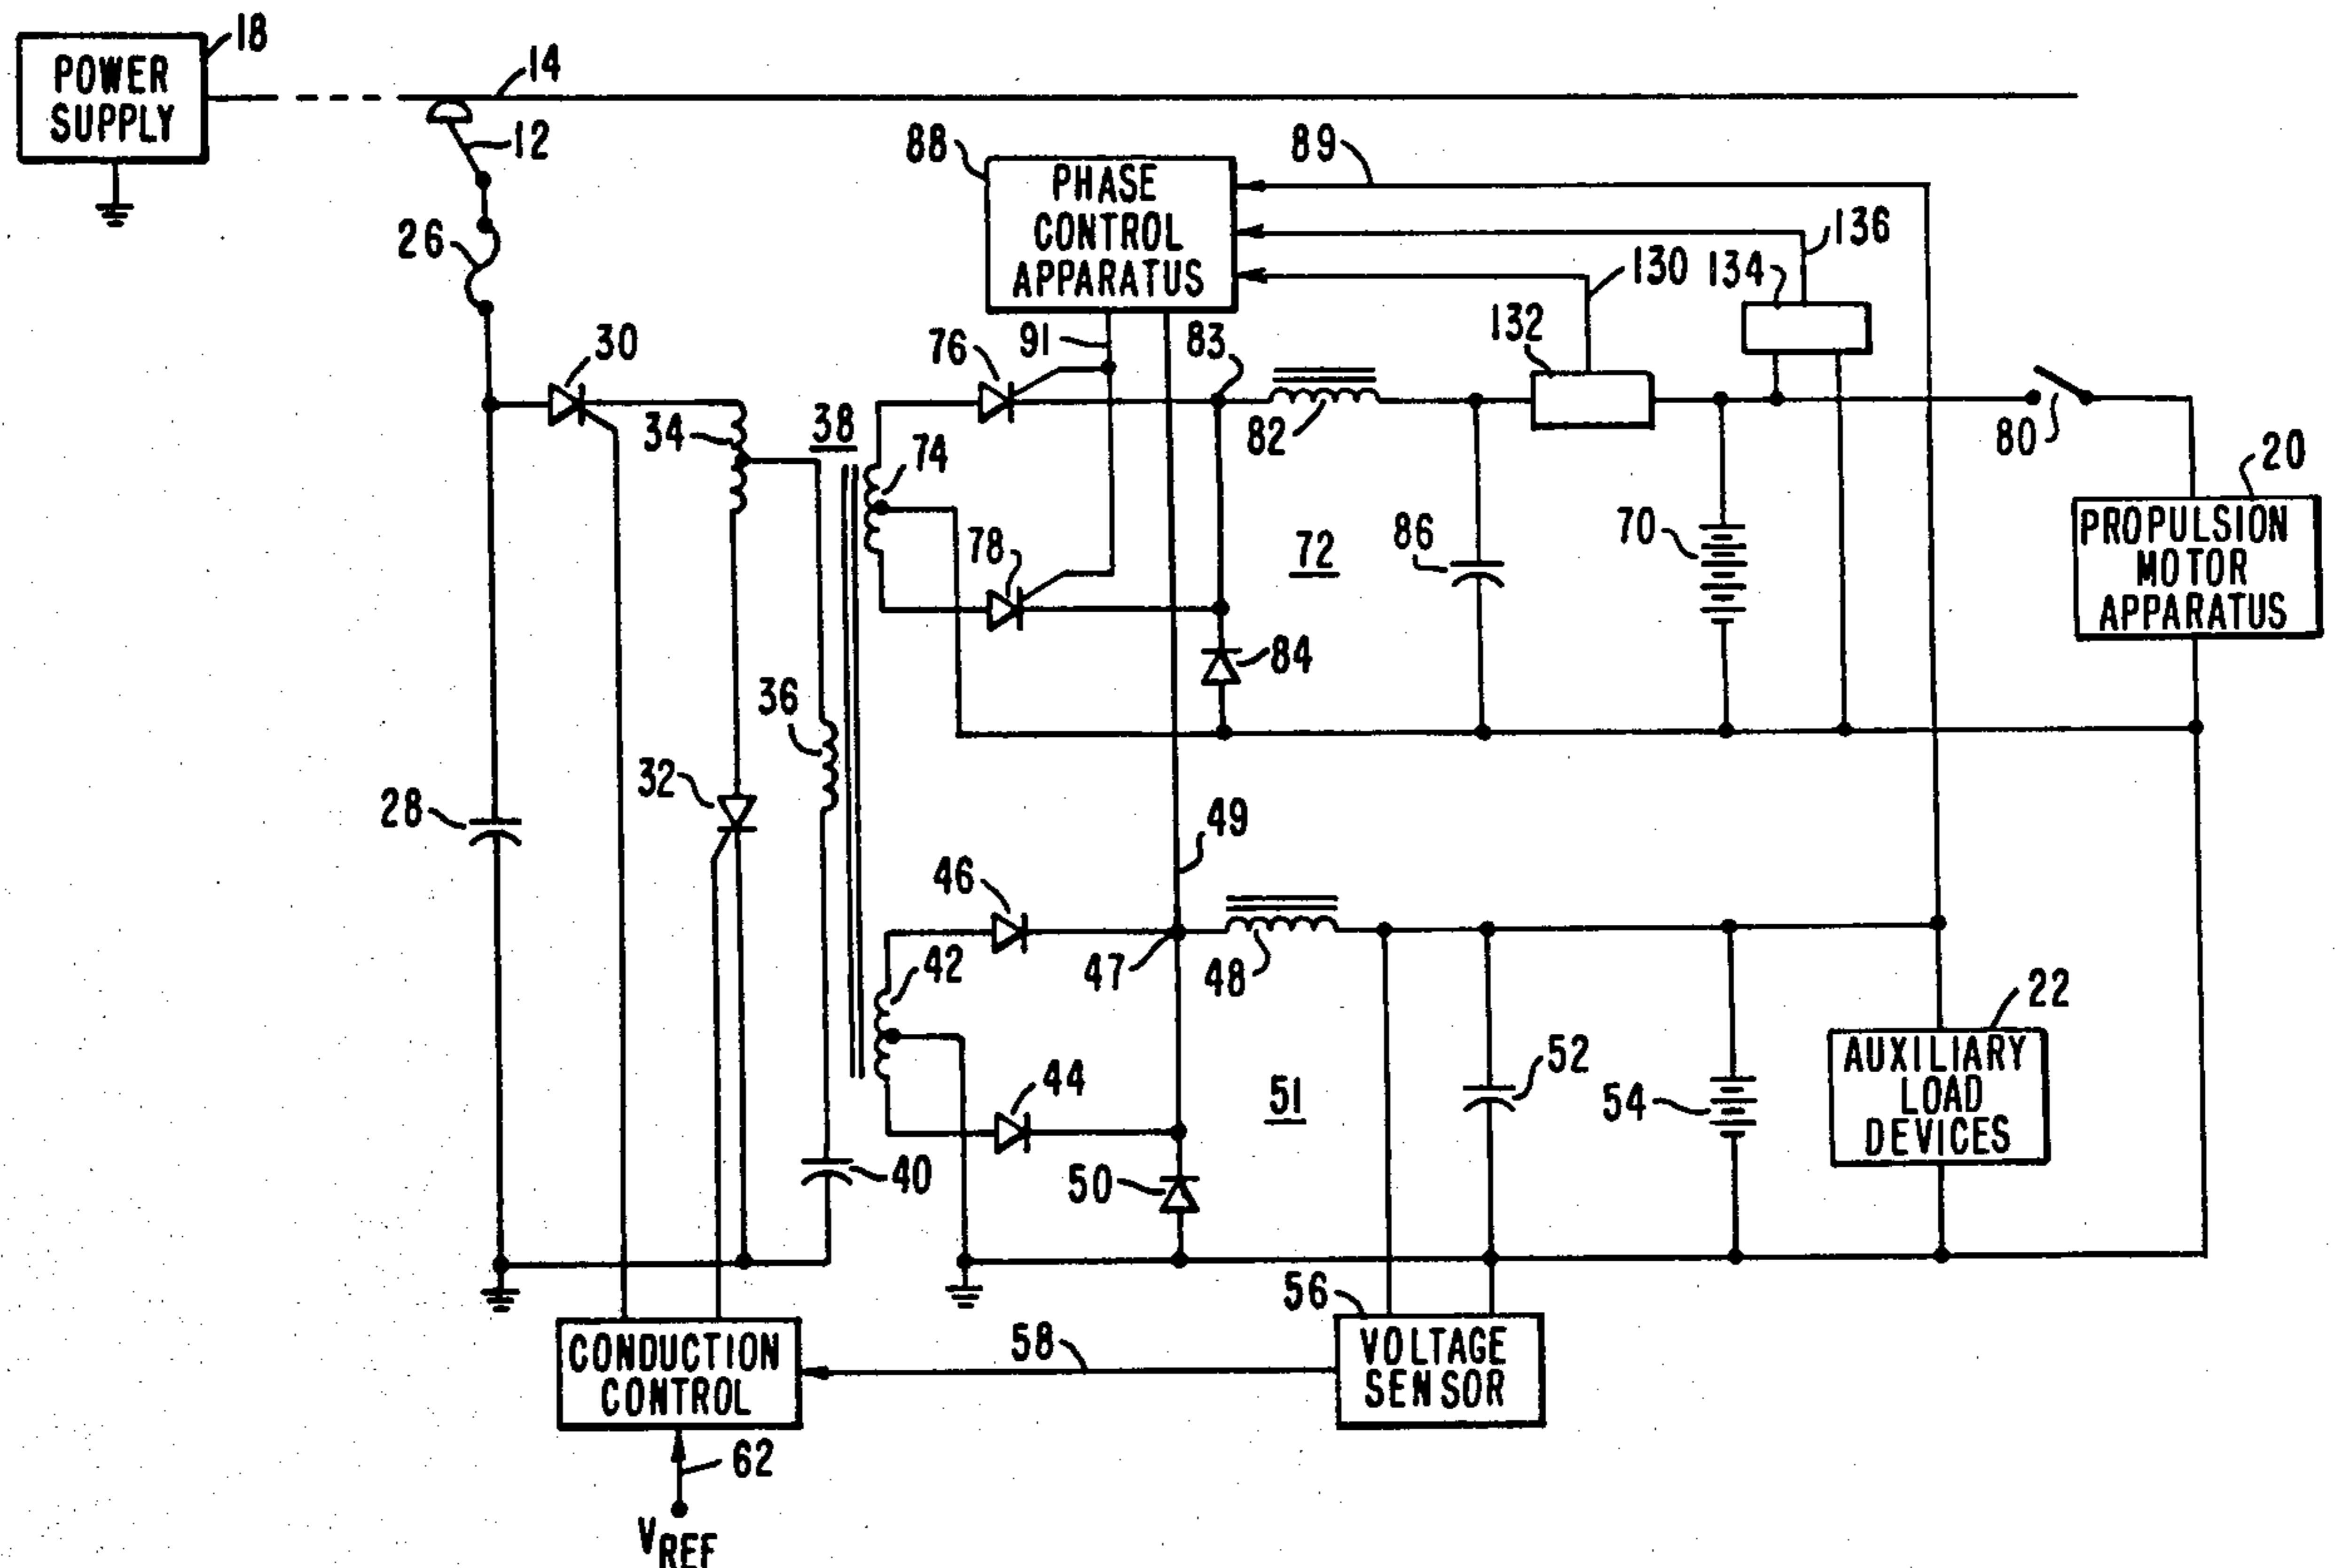 18
POWER
SUPPLY
14
12
88
PHASE
CONTROL
APPARATUS
89
136
26
130
134
132
30
76
91
83
34
38
82
80
74
20
78
72
86
70
PROPULSION
MOTOR
APPARATUS
84
36
32
28
49
46
42
47
48
22
44
51
52
54
AUXILIARY
LOAD
DEVICES
40
50
56
CONDUCTION
CONTROL
58
VOLTAGE
SENSOR
62
VREF